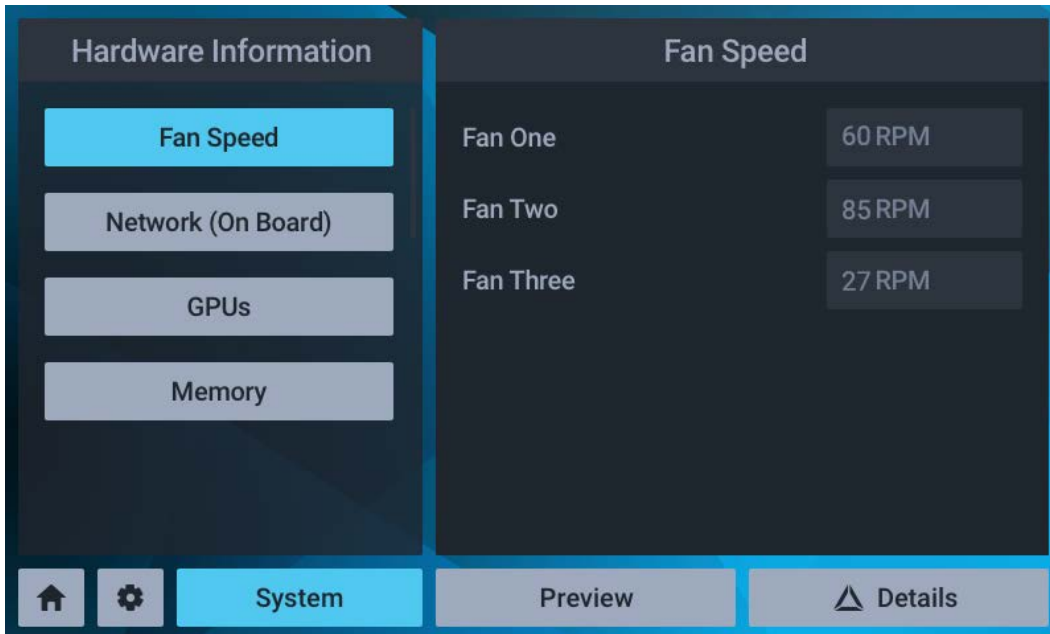 Hardware Information
Fan Speed
Network (On Board)
GPUs
Memory
Fan Speed
Fan One 60 RPM
Fan Two 85 RPM
Fan Three 27 RPM
System Preview Details